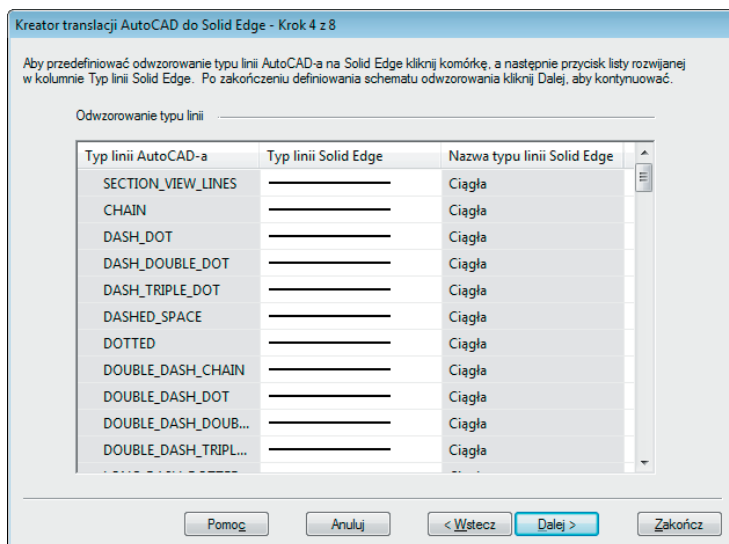 Kreator translacji AutoCAD do Solid Edge - Krok 4 z 8
Aby przedefiniować odwzorowanie typu linii AutoCAD-a na Solid Edge kliknij komórkę, a następnie przycisk listy rozwijanej
w kolumnie Typ linii Solid Edge. Po zakończeniu definiowania schematu odwzorowania kliknij Dalej, aby kontynuować.
Odwzorowanie typu linii
Typ linii AutoCAD-a Typ linii Solid Edge Nazwa typu linii Solid Edge
SECTION_VIEW_LINES Ciągła
CHAIN Ciągła
DASH_DOT Ciągła
DASH_DOUBLE_DOT Ciągła
DASH_TRIPLE_DOT Ciągła
DASHED_SPACE Ciągła
DOTTED Ciągła
DOUBLE_DASH_CHAIN Ciągła
DOUBLE_DASH_DOT Ciągła
DOUBLE_DASH_DOUB... Ciągła
DOUBLE_DASH_TRIPL... Ciągła
Pomoc Anuluj < Wstecz Dalej > Zakończ